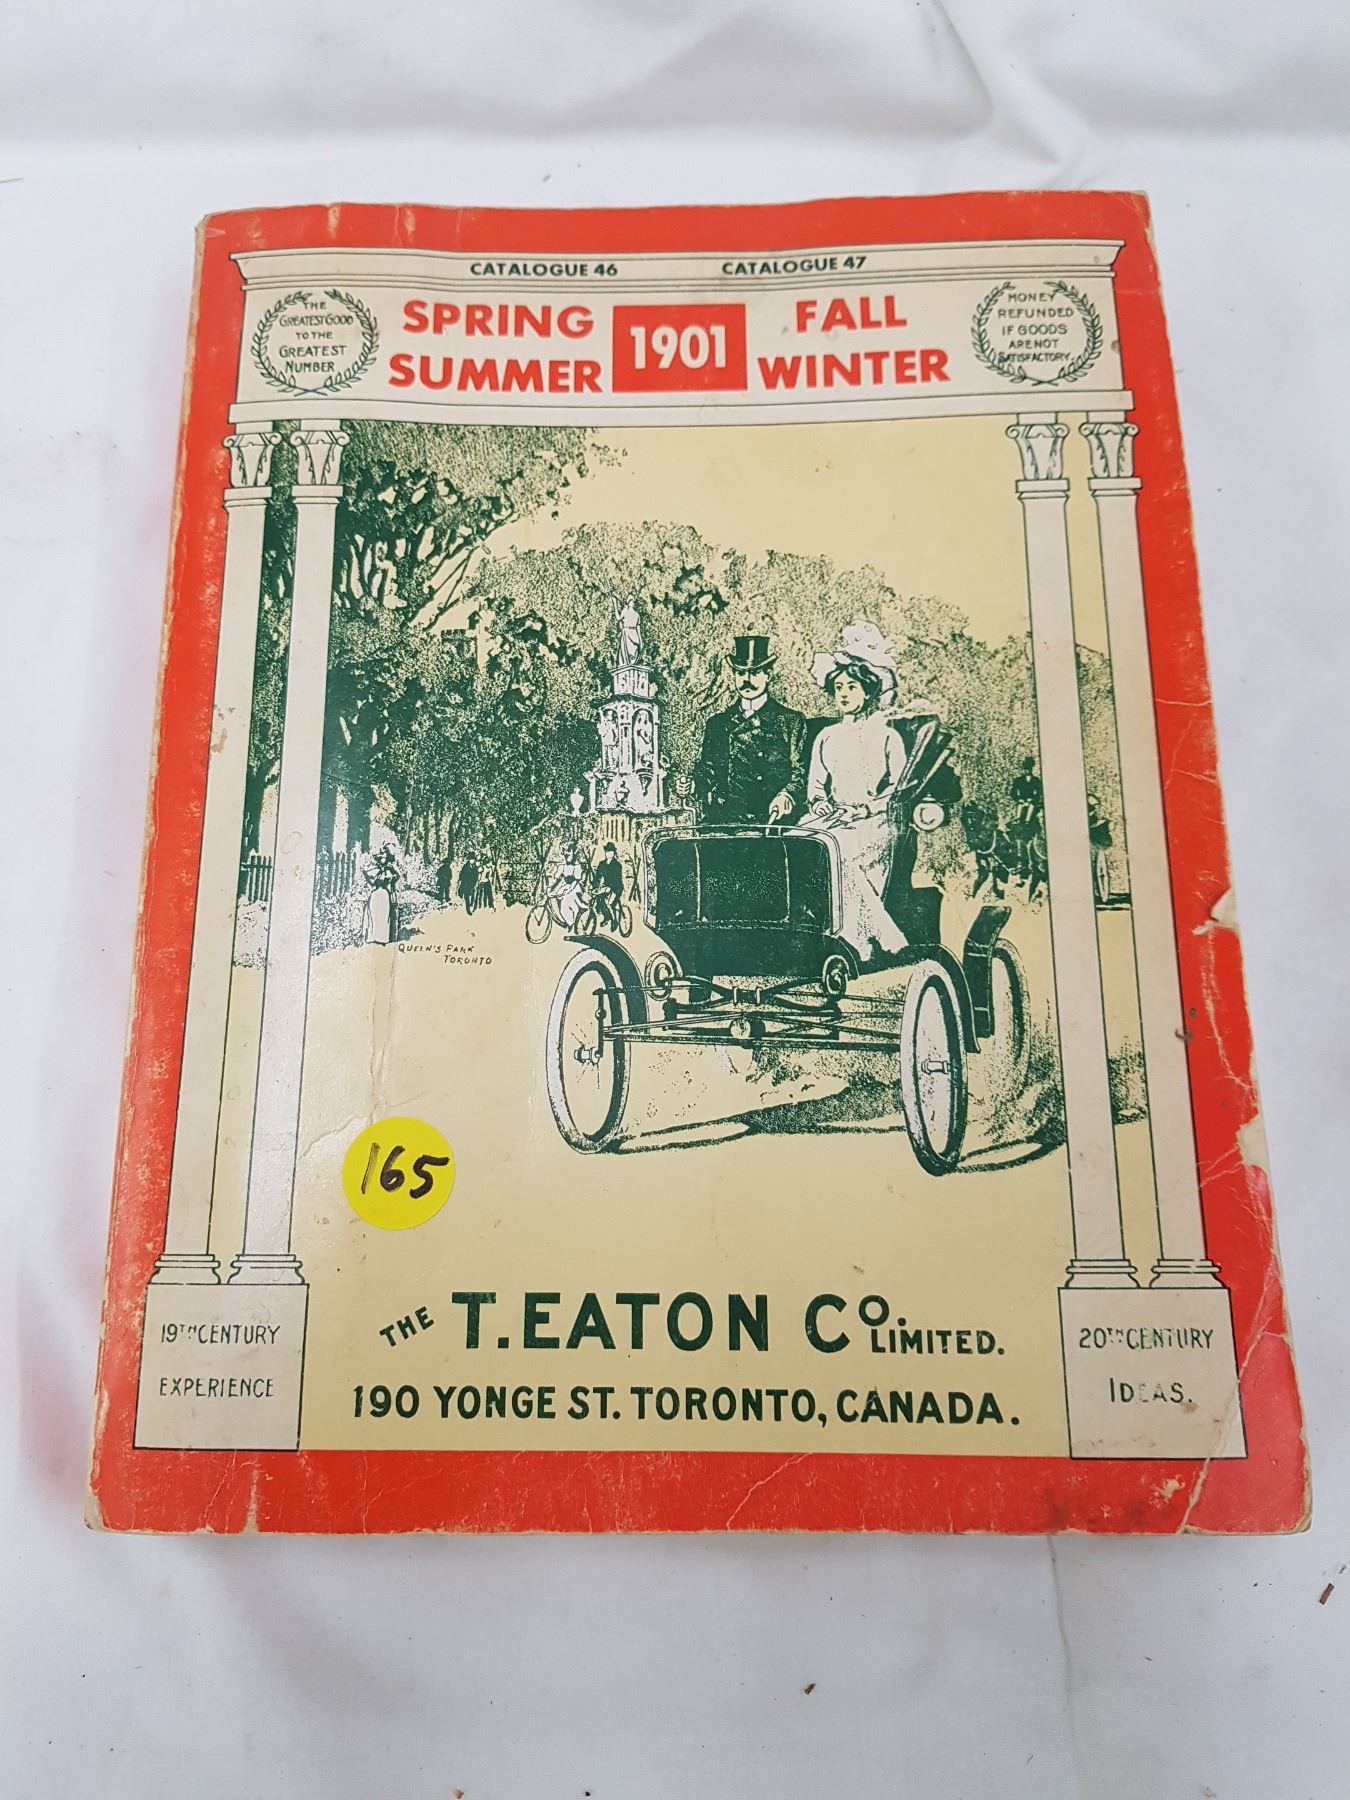 CATALOGUE 46 CATALOGUE 47
THE
GREATEST GOOD
TO THE
GREATEST
NUMBER
SPRING
SUMMER
1901
FALL
WINTER
MONEY
REFUNDED
IF GOODS
ARE NOT
SATISFACTORY.
QUEEN'S PARK
TORONTO
165
THE T. EATON CO. LIMITED.
190 YONGE ST. TORONTO, CANADA.
19TH CENTURY
EXPERIENCE
20TH CENTURY
IDEAS.